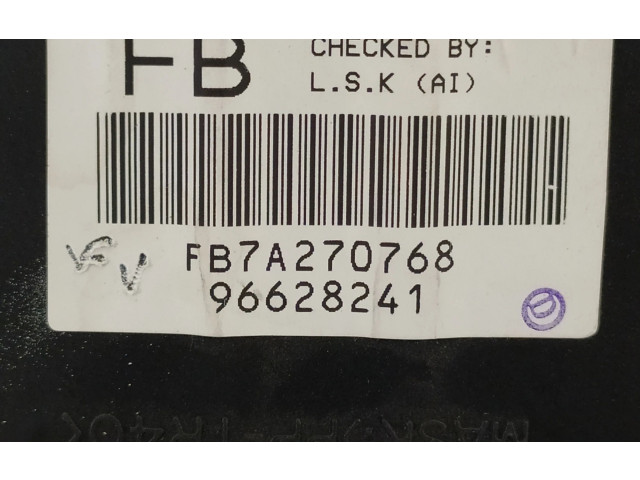 FB
CHECKED BY:
L.S.K (AI)
FB7A270768
96628241